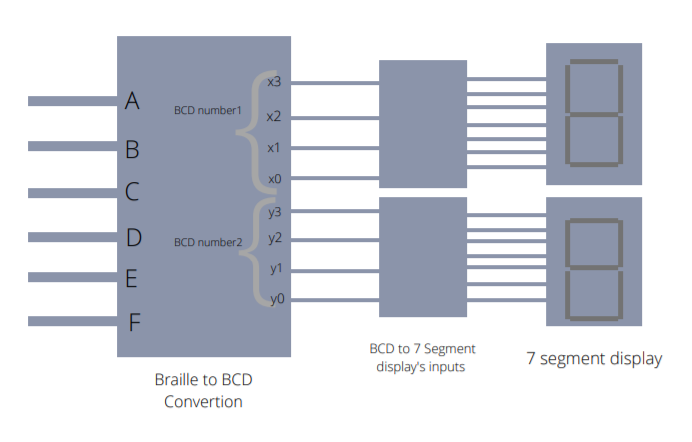 A
B
C
D
E
F
BCD number1
x3
x2
x1
x0
BCD number2
y3
y2
y1
y0
Braille to BCD
Convertion
BCD to 7 Segment
display's inputs
7 segment display